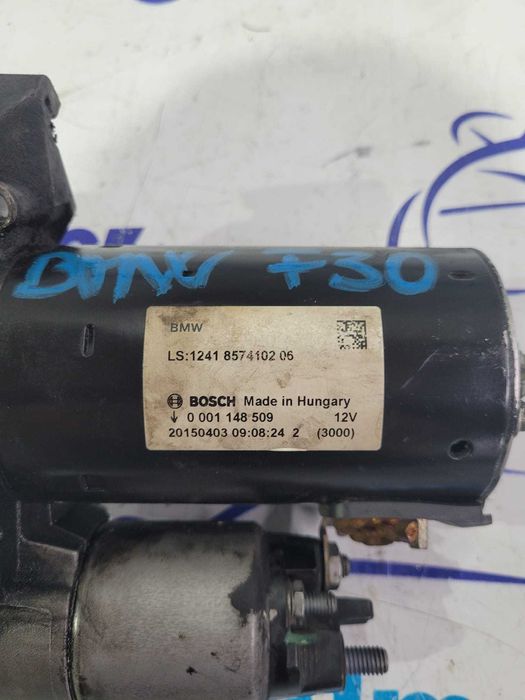 BMW F30
BMW
LS:1241 8574102 06
BOSCH Made in Hungary
↓ 0 001 148 509 12V
20150403 09:08:24 2 (3000)